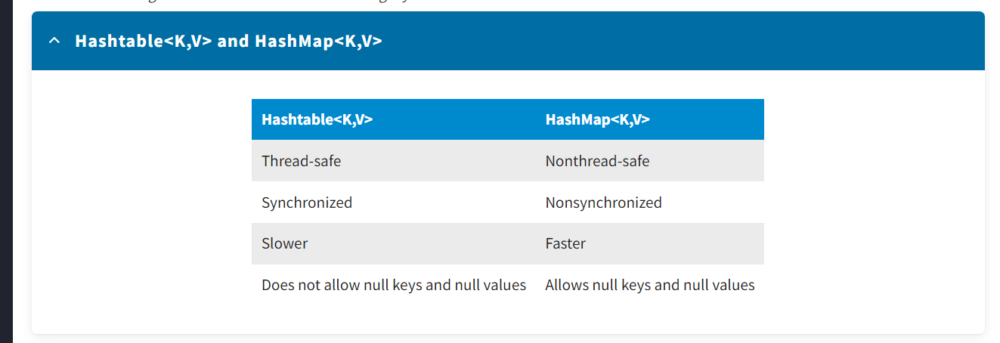 Hashtable<K,V> and HashMap<K,V>
Hashtable<K,V> HashMap<K,V>
Thread-safe Nonthread-safe
Synchronized Nonsynchronized
Slower Faster
Does not allow null keys and null values Allows null keys and null values